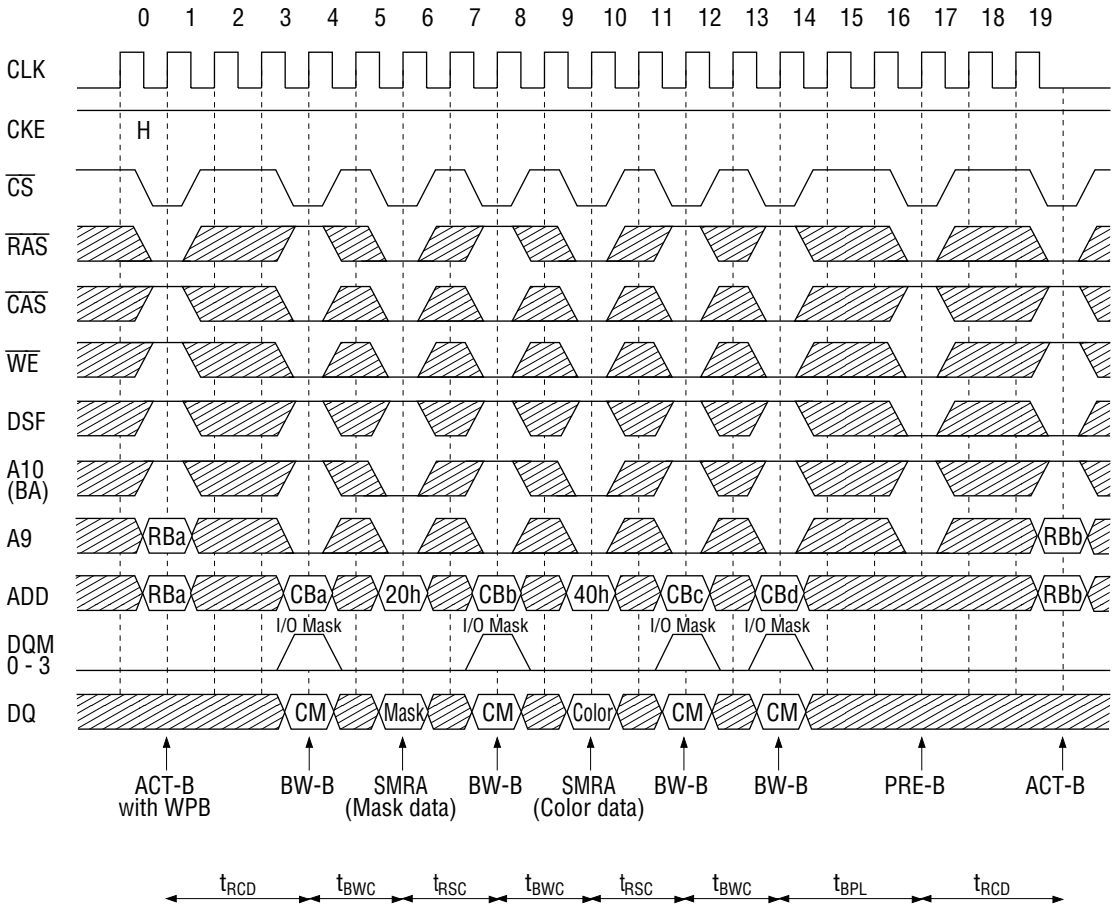 0 1 2 3 4 5 6 7 8 9 10 11 12 13 14 15 16 17 18 19
CLK
CKE H
CS
RAS
CAS
WE
DSF
A10
(BA)
A9 RBa RBb
ADD RBa CBa 20h CBb 40h CBc CBd RBb
I/O Mask I/O Mask I/O Mask I/O Mask
DQM
0 - 3
DQ CM Mask CM Color CM CM
ACT-B BW-B SMRA BW-B SMRA BW-B BW-B PRE-B ACT-B
with WPB (Mask data) (Color data)
tRCD tBWC tRSC tBWC tRSC tBWC tBPL tRCD